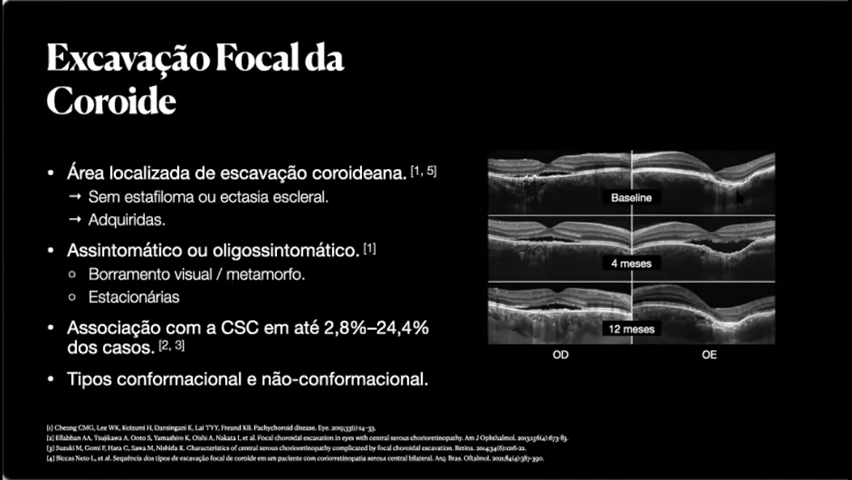 Excavação Focal da
Coroide
• Área localizada de escavação coroideana. [1, 5]
→ Sem estafiloma ou ectasia escleral.
→ Adquiridas.
• Assintomático ou oligossintomático. [1]
○ Borramento visual / metamorfo.
○ Estacionárias
• Associação com a CSC em até 2,8%–24,4%
dos casos. [2, 3]
• Tipos conformacional e não-conformacional.
Baseline
4 meses
12 meses
OD
OE
[1] Cheung CMG, Lee WK, Koizumi H, Dansingani K, Lai TYY, Freund KB. Pachychoroid disease. Eye. 2019;33(1):14–33.
[2] Ellabban AA, Tsujikawa A, Ooto S, Yamashiro K, Oishi A, Nakata I, et al. Focal choroidal excavation in eyes with central serous chorioretinopathy. Am J Ophthalmol. 2013;156(4):673-83.
[3] Suzuki M, Gomi F, Hara C, Sawa M, Nishida K. Characteristics of central serous chorioretinopathy complicated by focal choroidal excavation. Retina. 2014;34(6):1216-22.
[4] Biccas Neto L, et al. Sequência dos tipos de escavação focal de coroide em um paciente com coriorretinopatia serosa central bilateral. Arq. Bras. Oftalmol. 2021;84(4):387-390.